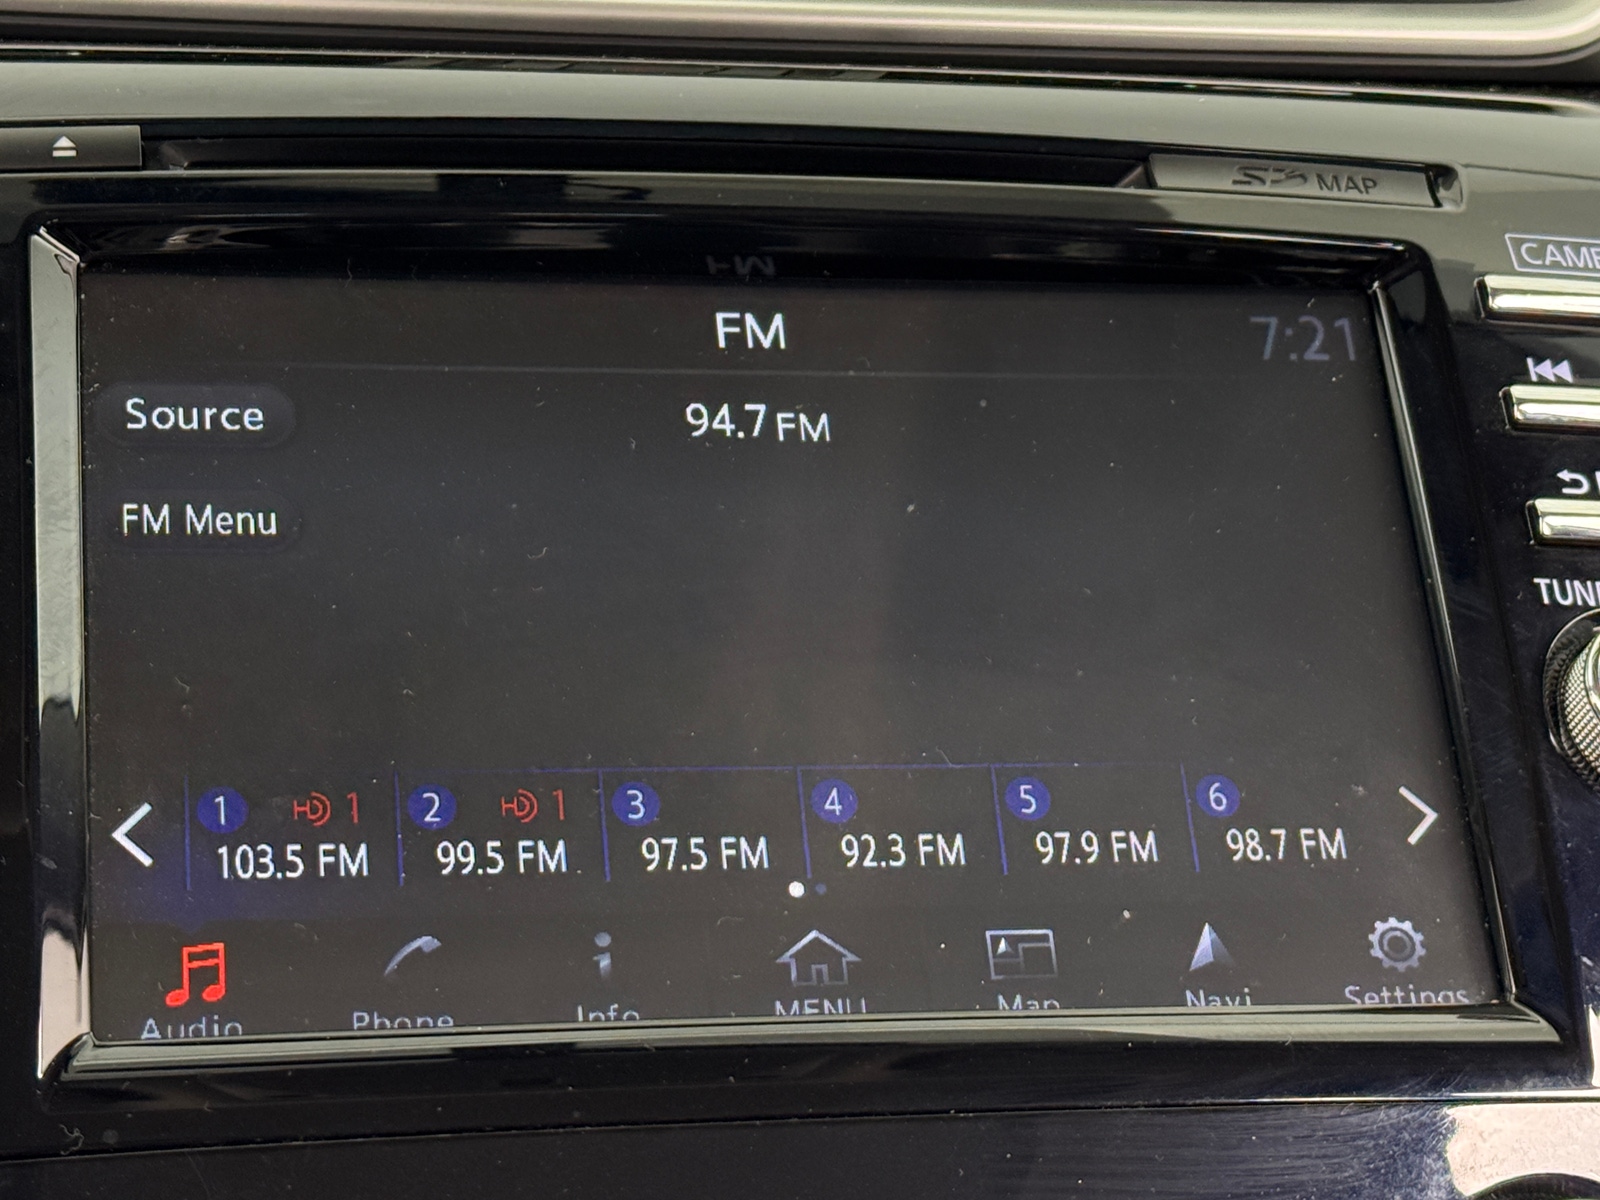 MAP
CAME
FM
7:21
Source
94.7 FM
FM Menu
TUNE
1 HD 1
103.5 FM
2 HD 1
99.5 FM
3
97.5 FM
4
92.3 FM
5
97.9 FM
6
98.7 FM
Audio
Phone
Info
MENU
Map
Navi
Settings